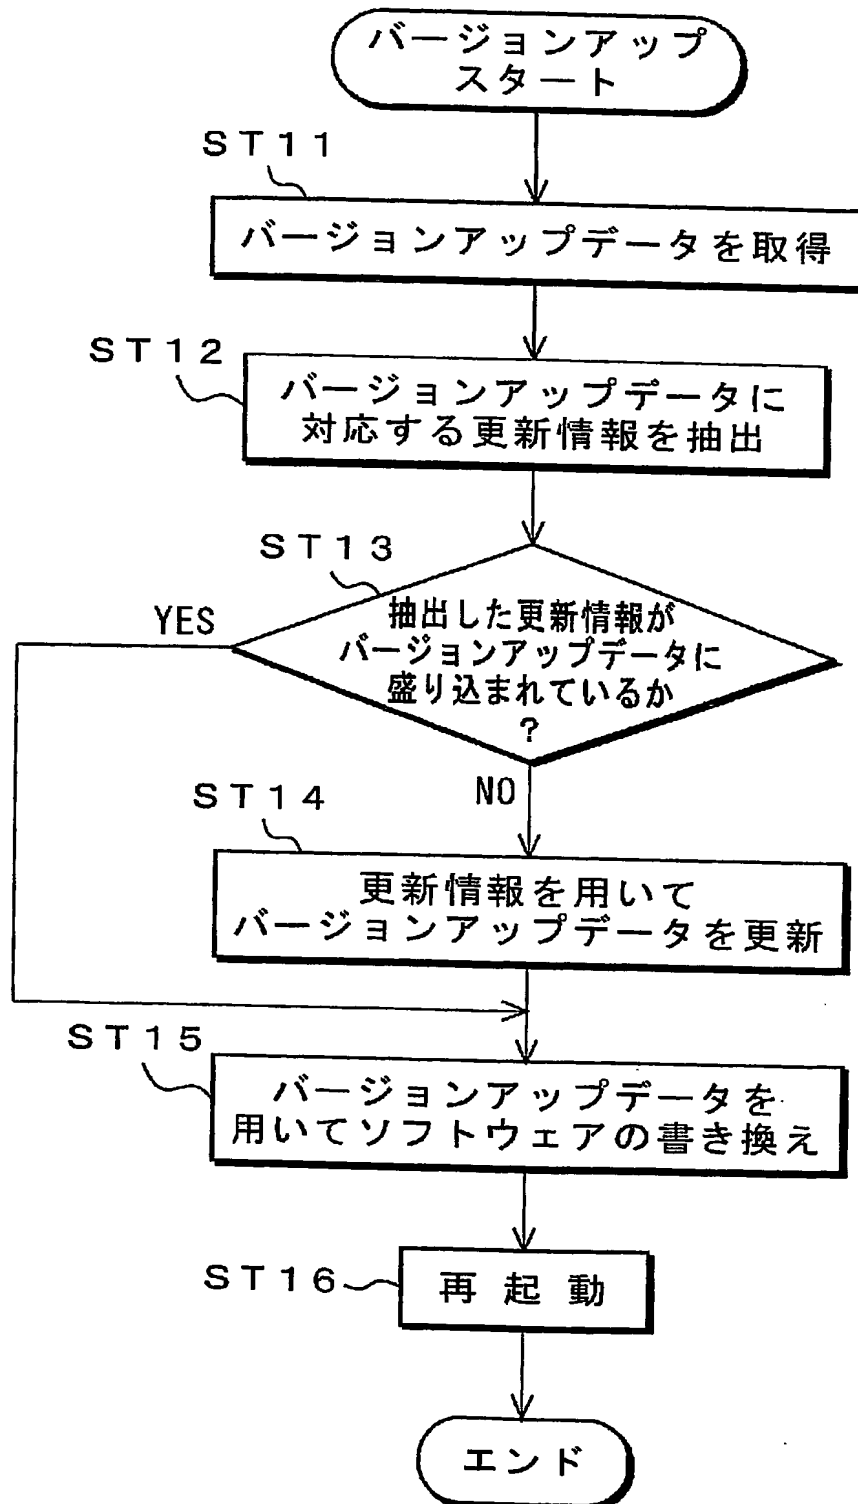 バージョンアップ
スタート
ST11
バージョンアップデータを取得
ST12
バージョンアップデータに
対応する更新情報を抽出
ST13
YES
抽出した更新情報が
バージョンアップデータに
盛り込まれているか
?
NO
ST14
更新情報を用いて
バージョンアップデータを更新
ST15
バージョンアップデータを
用いてソフトウェアの書き換え
ST16
再起動
エンド